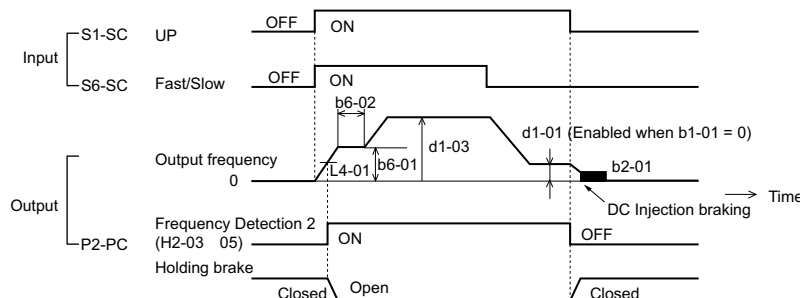 OFF ON
S1-SC UP
Input
OFF ON
S6-SC Fast/Slow
b6-02
d1-01 (Enabled when b1-01 = 0)
d1-03
Output frequency
L4-01 b6-01
b2-01
0
Time
Output
DC Injection braking
Frequency Detection 2
(H2-03 05)
ON OFF
P2-PC
Holding brake
Closed Open Closed